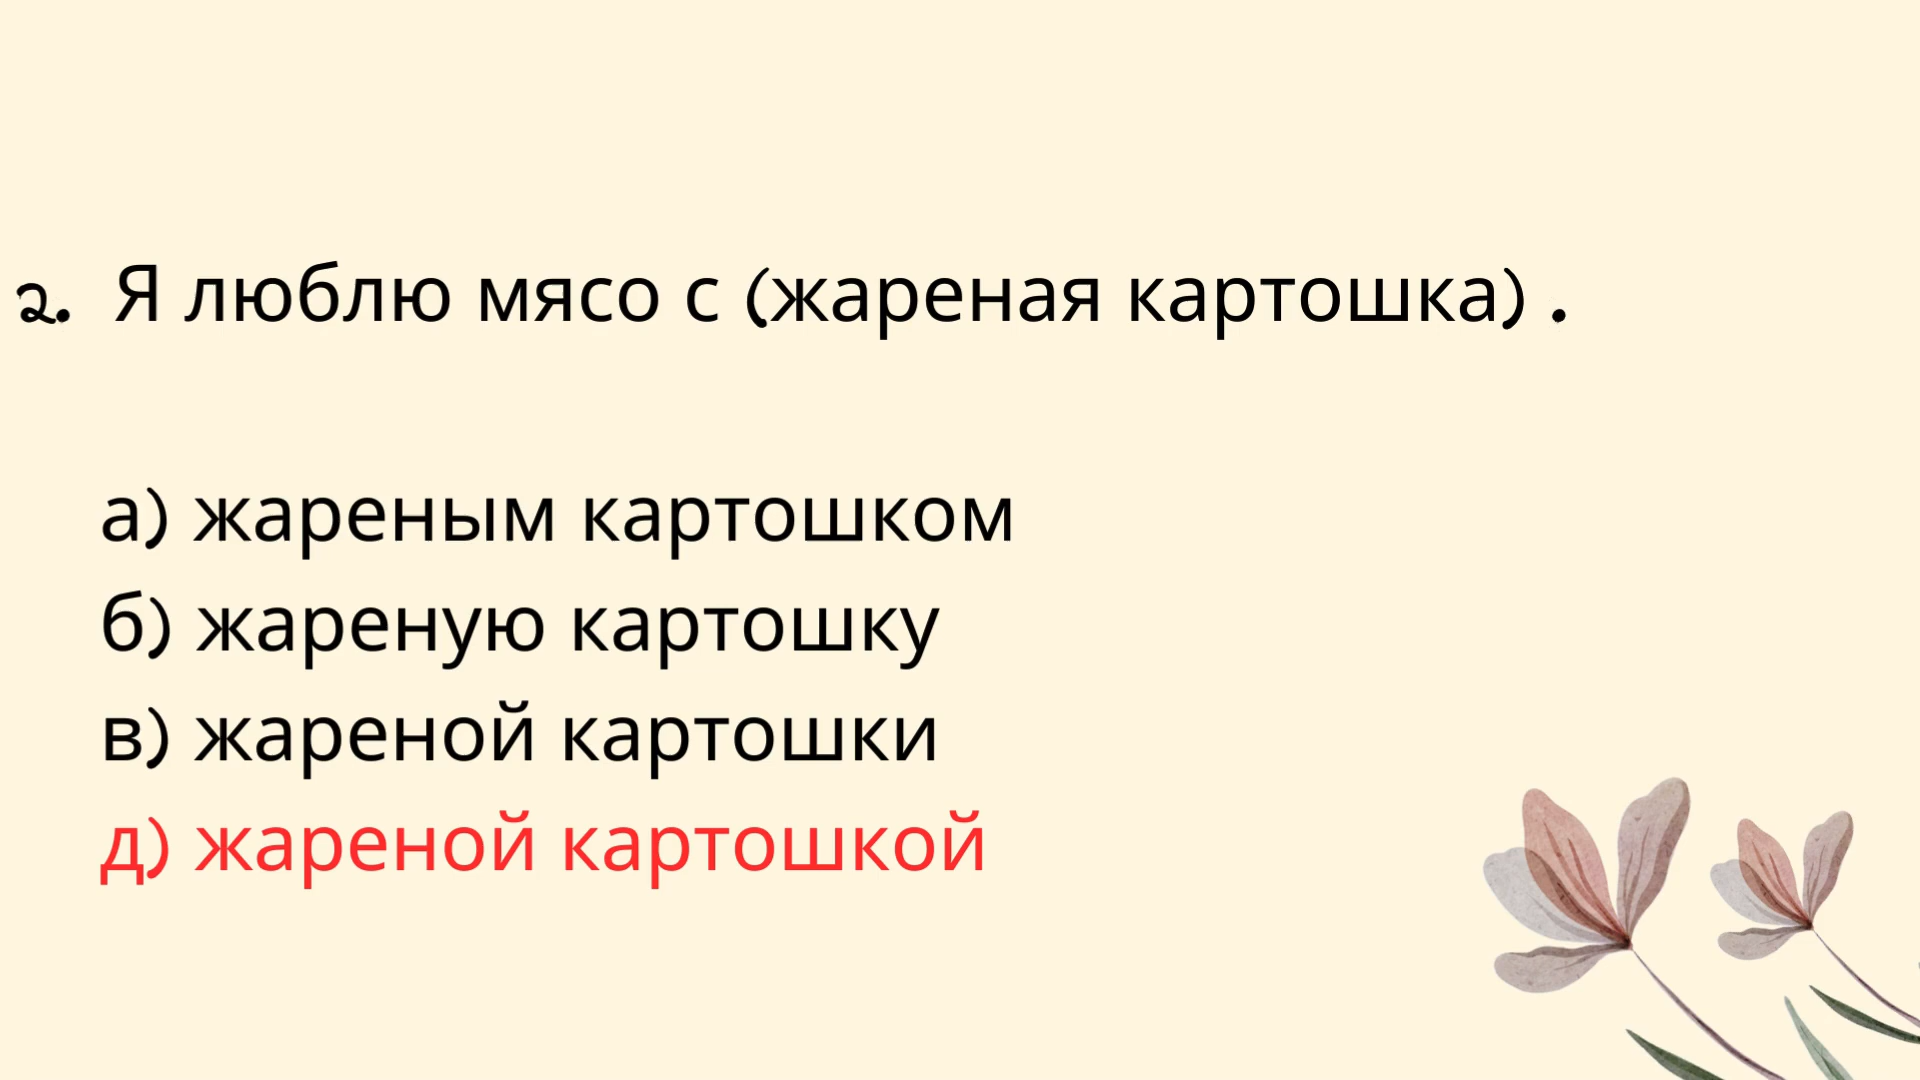 2. Я люблю мясо с (жареная картошка) .
а) жареным картошком
б) жареную картошку
в) жареной картошки
д) жареной картошкой